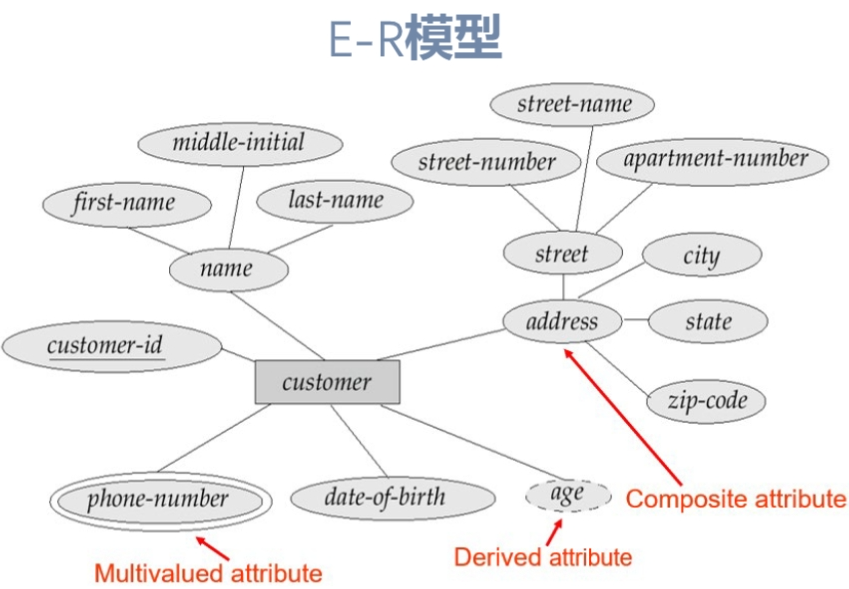 E-R模型
street-name
middle-initial
street-number
apartment-number
first-name
last-name
name
street
city
customer-id
address
state
customer
zip-code
phone-number
date-of-birth
age
Composite attribute
Derived attribute
Multivalued attribute